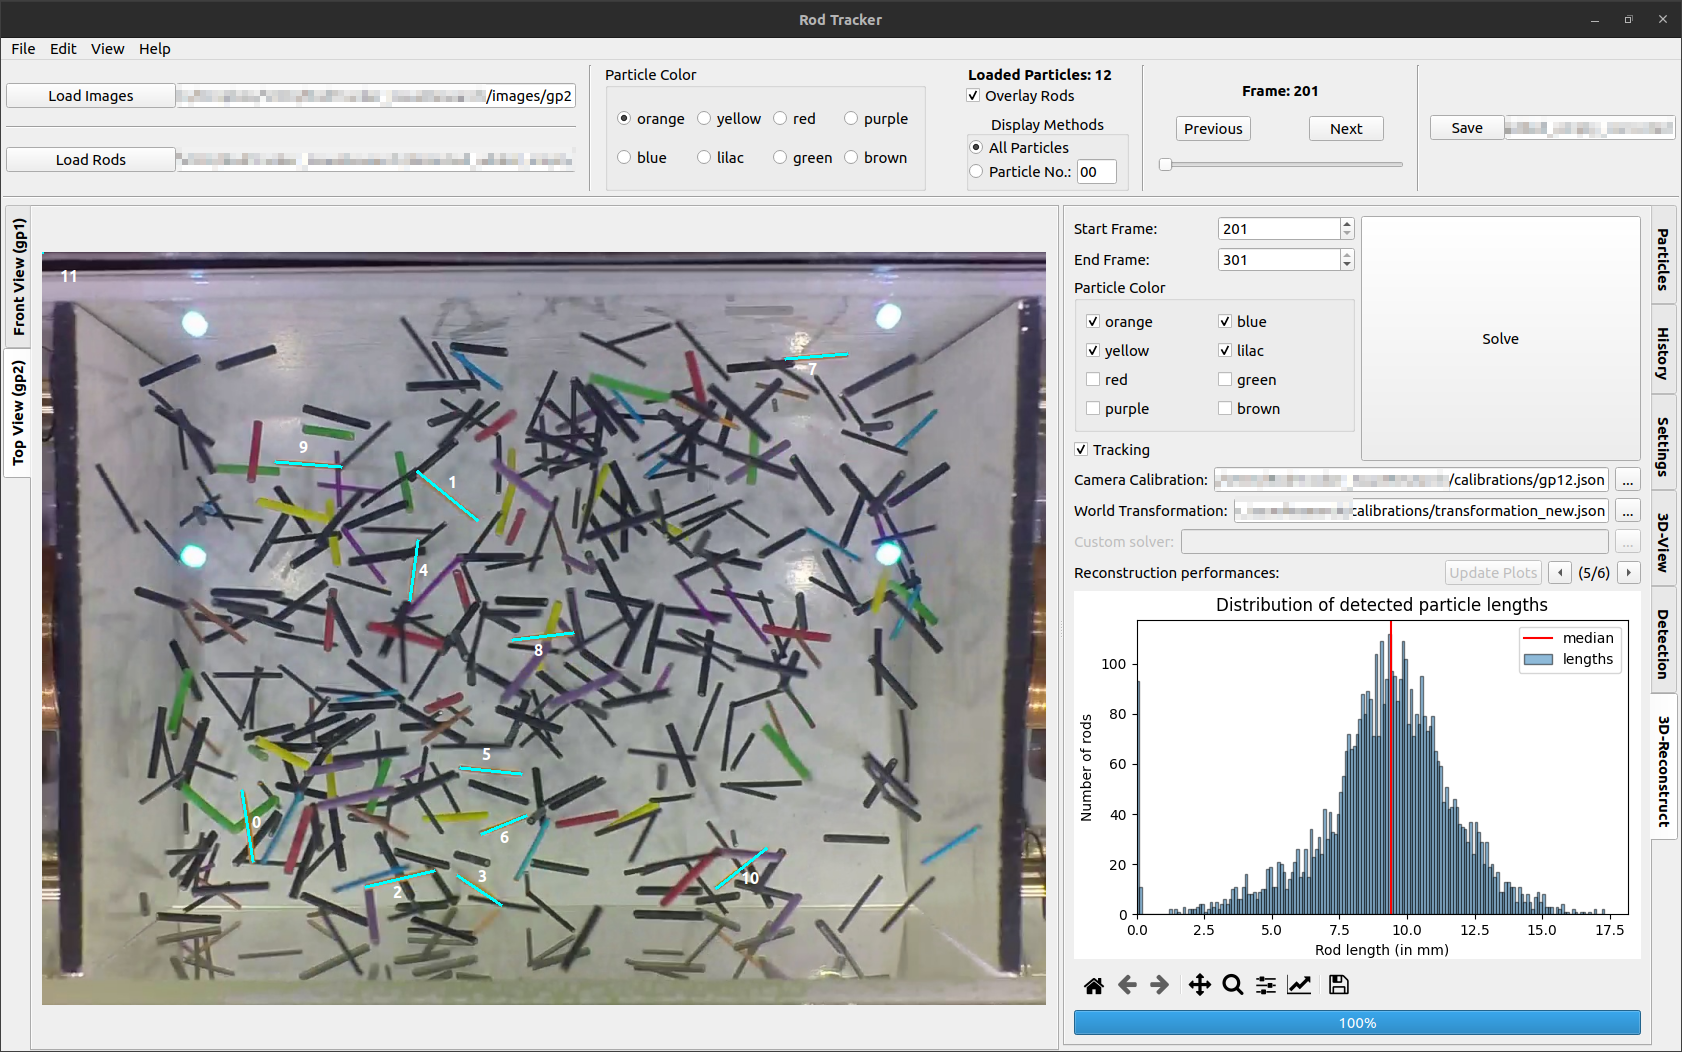 Rod Tracker
File Edit View Help
Load Images
/images/gp2
Load Rods
Particle Color
orange yellow red purple
blue lilac green brown
Loaded Particles: 12
Overlay Rods
Display Methods
All Particles
Particle No.: 00
Frame: 201
Previous Next
Save
Front View (gp1)
Top View (gp2)
11
7
9
1
4
8
5
0
6
2
3
10
Start Frame: 201
End Frame: 301
Particle Color
orange blue
yellow lilac
red green
purple brown
Solve
Tracking
Camera Calibration: /calibrations/gp12.json ...
World Transformation: calibrations/transformation_new.json ...
Custom solver: ...
Reconstruction performances: Update Plots (5/6)
Distribution of detected particle lengths
median
lengths
Number of rods
100
80
60
40
20
0
0.0 2.5 5.0 7.5 10.0 12.5 15.0 17.5
Rod length (in mm)
100%
Particles
History
Settings
3D-View
Detection
3D-Reconstruct